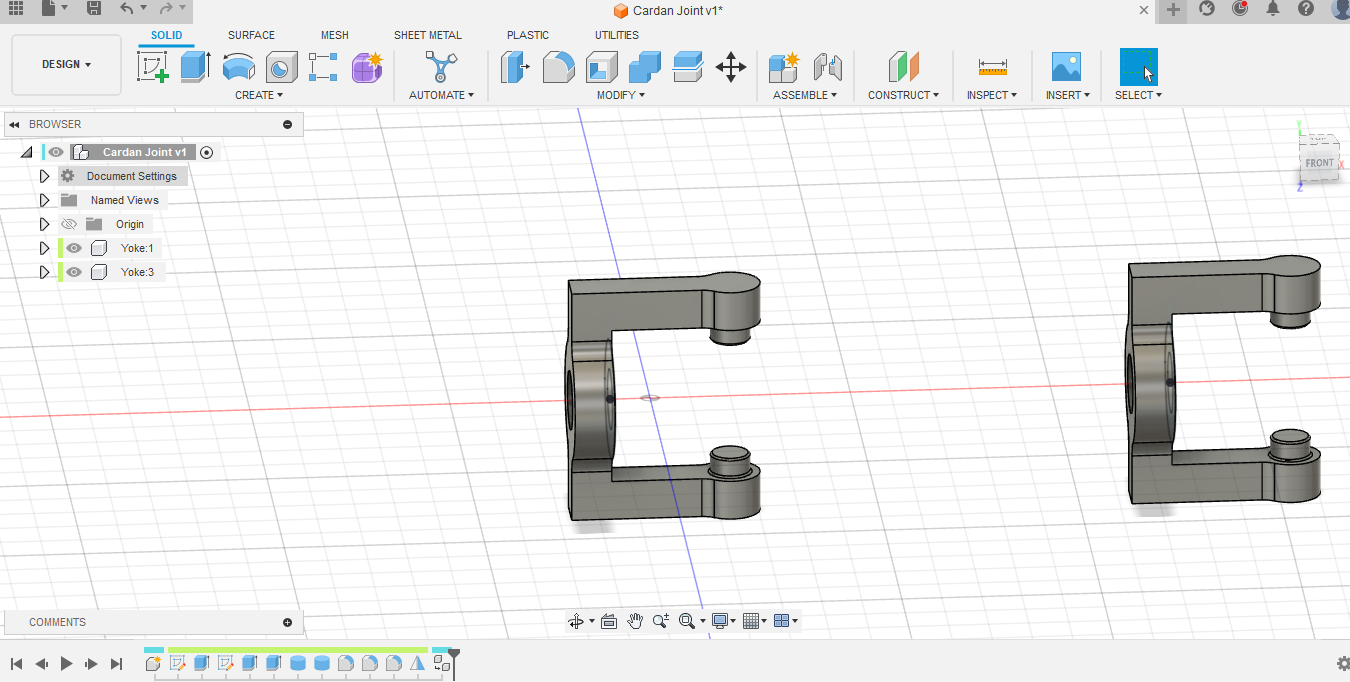 Cardan Joint v1*
SOLID SURFACE MESH SHEET METAL PLASTIC UTILITIES
DESIGN
CREATE AUTOMATE MODIFY ASSEMBLE CONSTRUCT INSPECT INSERT SELECT
BROWSER
Cardan Joint v1
Document Settings
Named Views
Origin
Yoke:1
Yoke:3
Y
FRONT
X
Z
COMMENTS